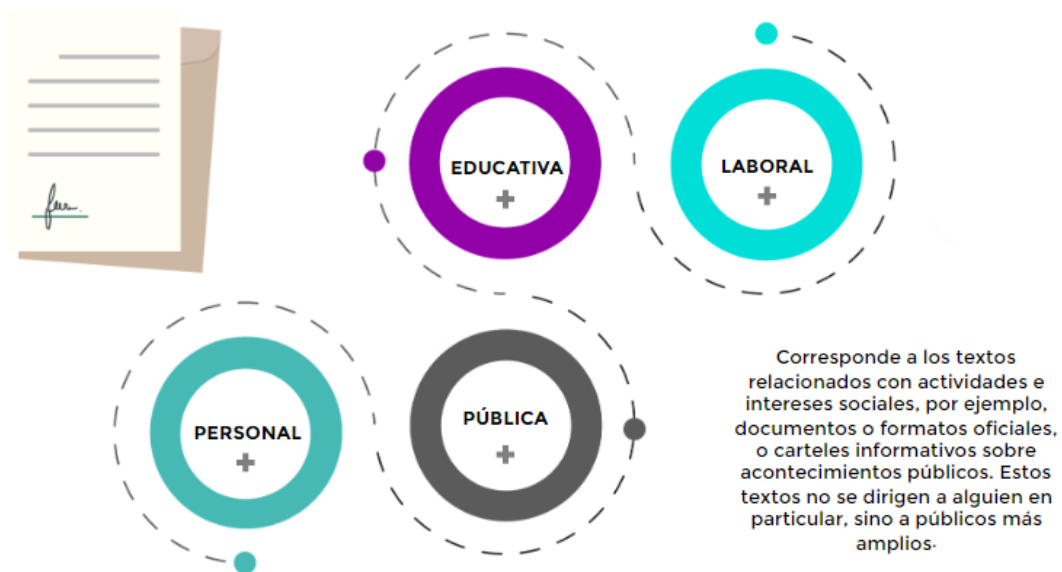 EDUCATIVA
LABORAL
PERSONAL
PÚBLICA
Corresponde a los textos
relacionados con actividades e
intereses sociales, por ejemplo,
documentos o formatos oficiales,
o carteles informativos sobre
acontecimientos públicos. Estos
textos no se dirigen a alguien en
particular, sino a públicos más
amplios.